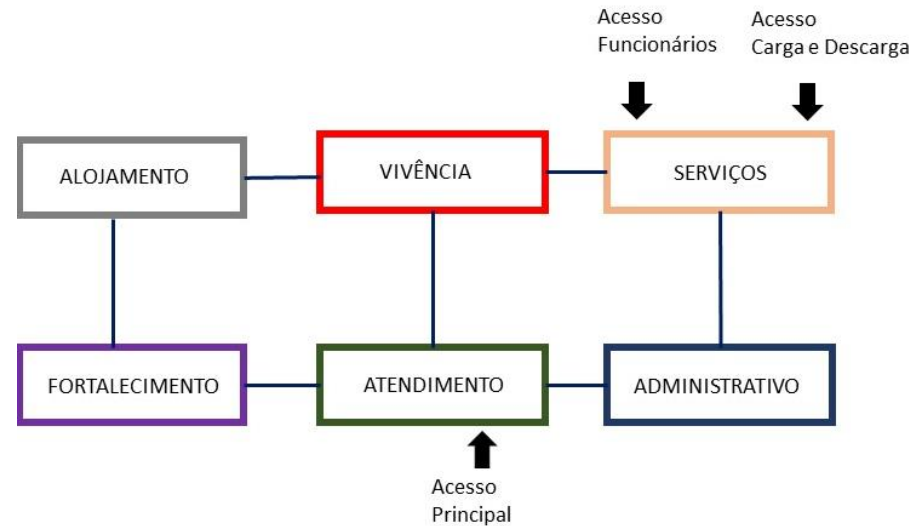 Acesso
Funcionários
Acesso
Carga e Descarga
ALOJAMENTO
VIVÊNCIA
SERVIÇOS
FORTALECIMENTO
ATENDIMENTO
ADMINISTRATIVO
Acesso
Principal